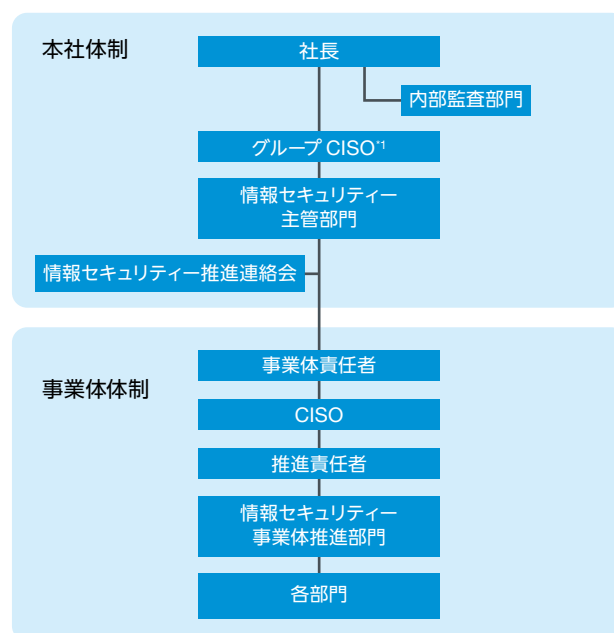 本社体制
社長
内部監査部門
グループ CISO*1
情報セキュリティー
主管部門
情報セキュリティー推進連絡会
事業体責任者
事業体体制
CISO
推進責任者
情報セキュリティー
事業体推進部門
各部門